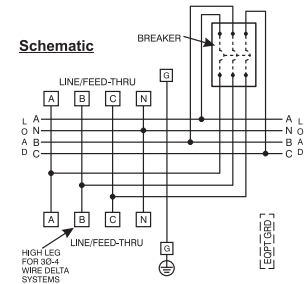 Schematic
BREAKER
LINE/FEED-THRU
G
A B C N
L O A D
A
N
B
C
A
N
B
C
L O A D
A B C N
HIGH LEG
FOR 3Ø-4
WIRE DELTA
SYSTEMS
LINE/FEED-THRU
G
EQPT GRD